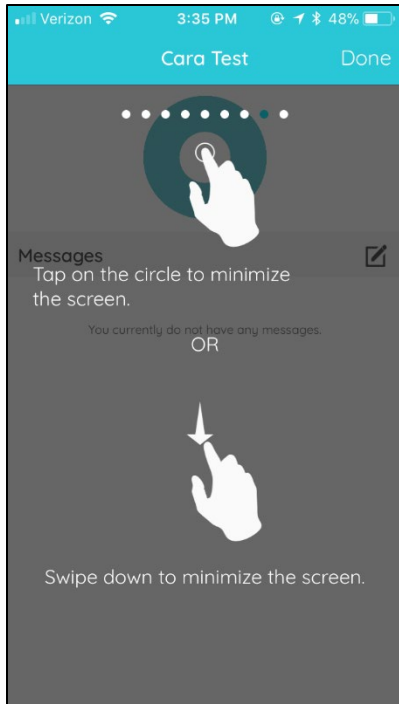 Verizon 3:35 PM 48%
Cara Test Done
Messages
Tap on the circle to minimize
the screen.
You currently do not have any messages.
OR
Swipe down to minimize the screen.